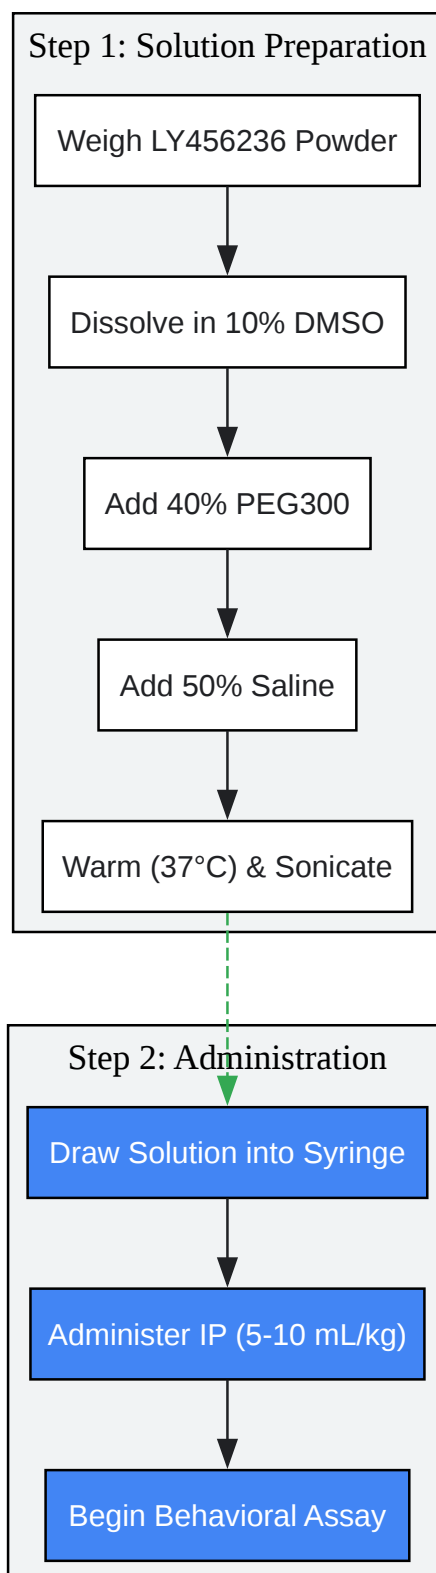 Step 1: Solution Preparation
Weigh LY456236 Powder
Dissolve in 10% DMSO
Add 40% PEG300
Add 50% Saline
Warm (37°C) & Sonicate
Step 2: Administration
Draw Solution into Syringe
Administer IP (5-10 mL/kg)
Begin Behavioral Assay